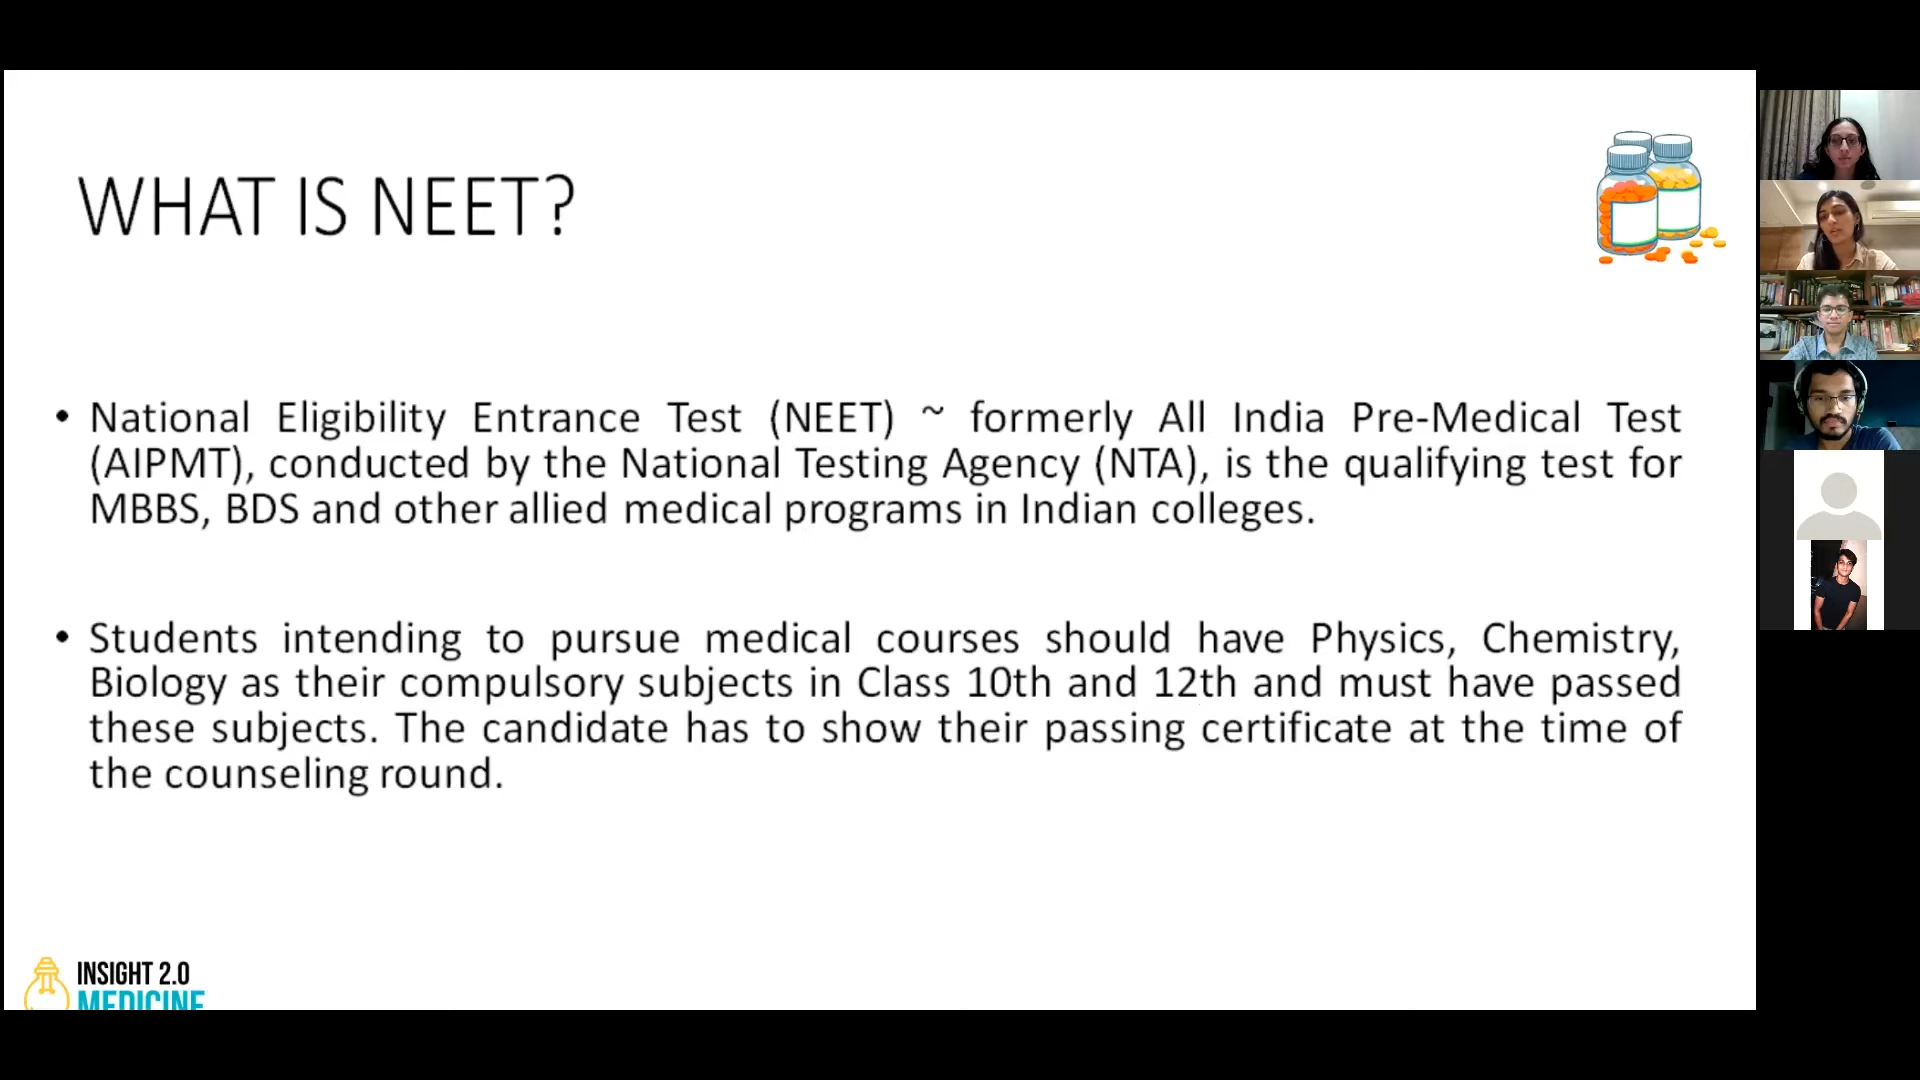 WHAT IS NEET?
• National Eligibility Entrance Test (NEET) ~ formerly All India Pre-Medical Test
(AIPMT), conducted by the National Testing Agency (NTA), is the qualifying test for
MBBS, BDS and other allied medical programs in Indian colleges.
• Students intending to pursue medical courses should have Physics, Chemistry,
Biology as their compulsory subjects in Class 10th and 12th and must have passed
these subjects. The candidate has to show their passing certificate at the time of
the counseling round.
INSIGHT 2.0
MEDICINE